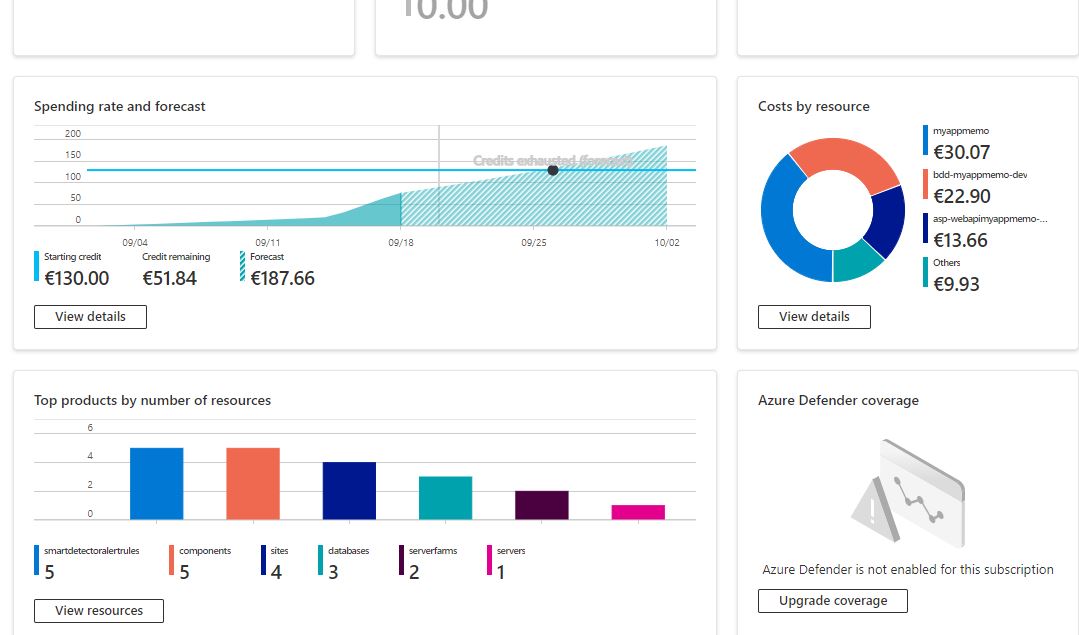 10.00
Spending rate and forecast
200
150
100
50
0
Credits exhausted (forecast)
09/04
09/11
09/18
09/25
10/02
Starting credit
€130.00
Credit remaining
€51.84
Forecast
€187.66
View details
Costs by resource
myappmemo
€30.07
bdd-myappmemo-dev
€22.90
asp-webapimyappmemo-...
€13.66
Others
€9.93
View details
Top products by number of resources
6
4
2
0
smartdetectoralertrules
5
components
5
sites
4
databases
3
serverfarms
2
servers
1
View resources
Azure Defender coverage
Azure Defender is not enabled for this subscription
Upgrade coverage